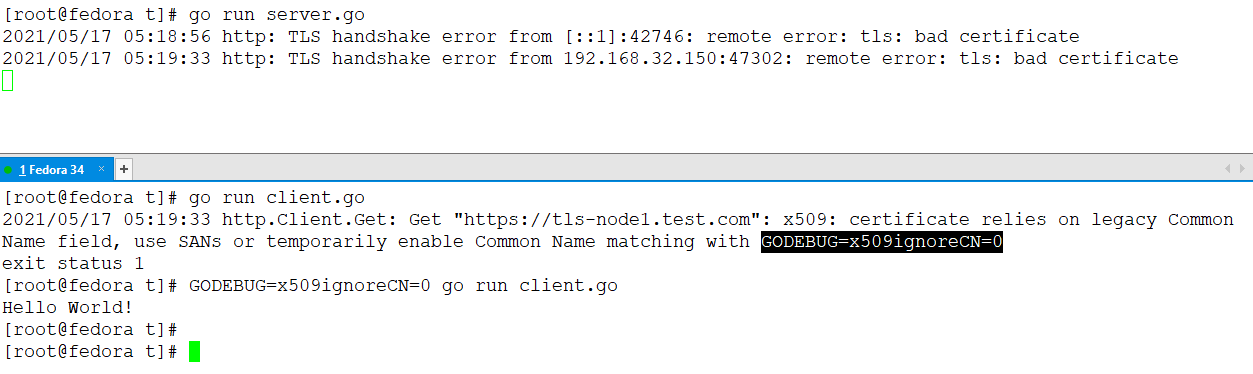 [root@fedora t]# go run server.go
2021/05/17 05:18:56 http: TLS handshake error from [::1]:42746: remote error: tls: bad certificate
2021/05/17 05:19:33 http: TLS handshake error from 192.168.32.150:47302: remote error: tls: bad certificate
1 Fedora 34 × +
[root@fedora t]# go run client.go
2021/05/17 05:19:33 http.Client.Get: Get "https://tls-node1.test.com": x509: certificate relies on legacy Common
Name field, use SANs or temporarily enable Common Name matching with GODEBUG=x509ignoreCN=0
exit status 1
[root@fedora t]# GODEBUG=x509ignoreCN=0 go run client.go
Hello World!
[root@fedora t]#
[root@fedora t]#